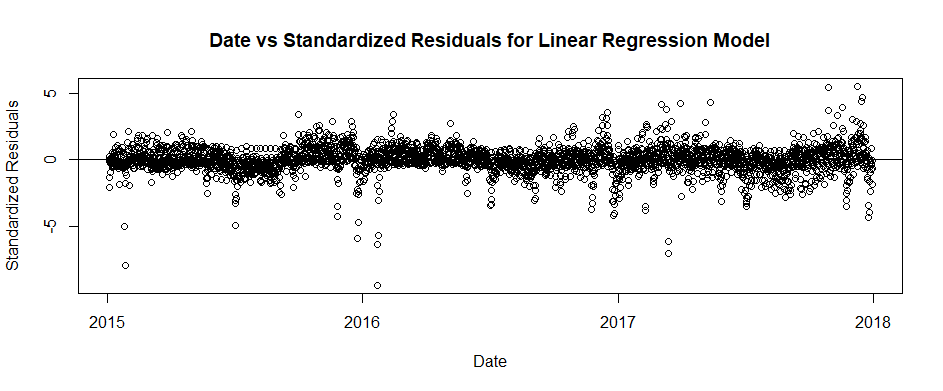 Date vs Standardized Residuals for Linear Regression Model
Standardized Residuals
5
0
-5
2015 2016 2017 2018
Date